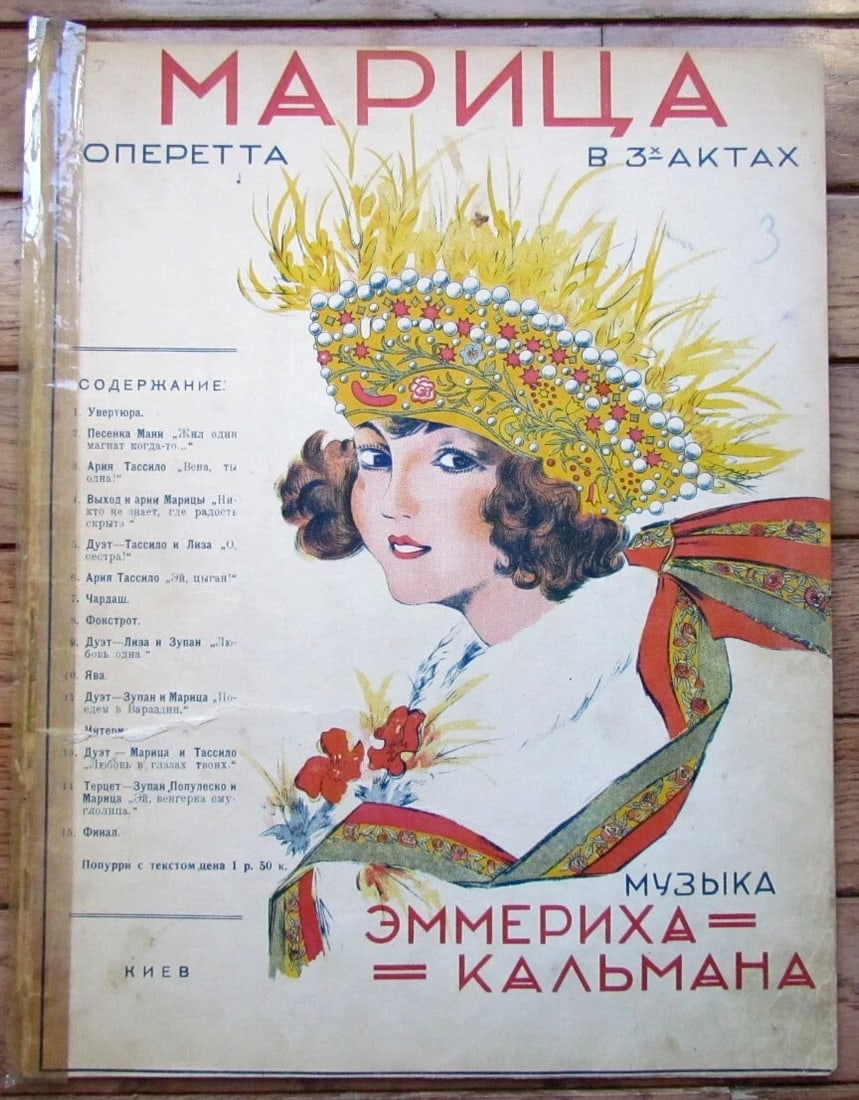 МАРИЦА
ОПЕРЕТТА
В 3Х АКТАХ
3
СОДЕРЖАНИЕ:
1. Увертюра.
2. Песенка Мани „Жил один
магнат когда-то..."
3. Ария Тассило „Вена, ты
одна!"
4. Выход и ария Марицы „Ни-
кто не знает, где радость
скрыта"
5. Дуэт—Тассило и Лиза „О,
сестра!"
6. Ария Тассило „Эй, цыган!"
7. Чардаш.
8. Фокстрот.
9. Дуэт—Лиза и Зупан „Лю-
бовь одна"
10. Ява
11 Дуэт—Зупан и Марица „По-
едем в Вараздин."
13. Дуэт — Марица и Тассило
„Любовь в глазах твоих."
14 Терцет—Зупан, Популеско и
Марица „Эй, венгерка сму-
глолица."
15. Финал.
Попурри с текстом цена 1 р. 50 к.
КИЕВ
МУЗЫКА
ЭММЕРИХА=
=КАЛЬМАНА